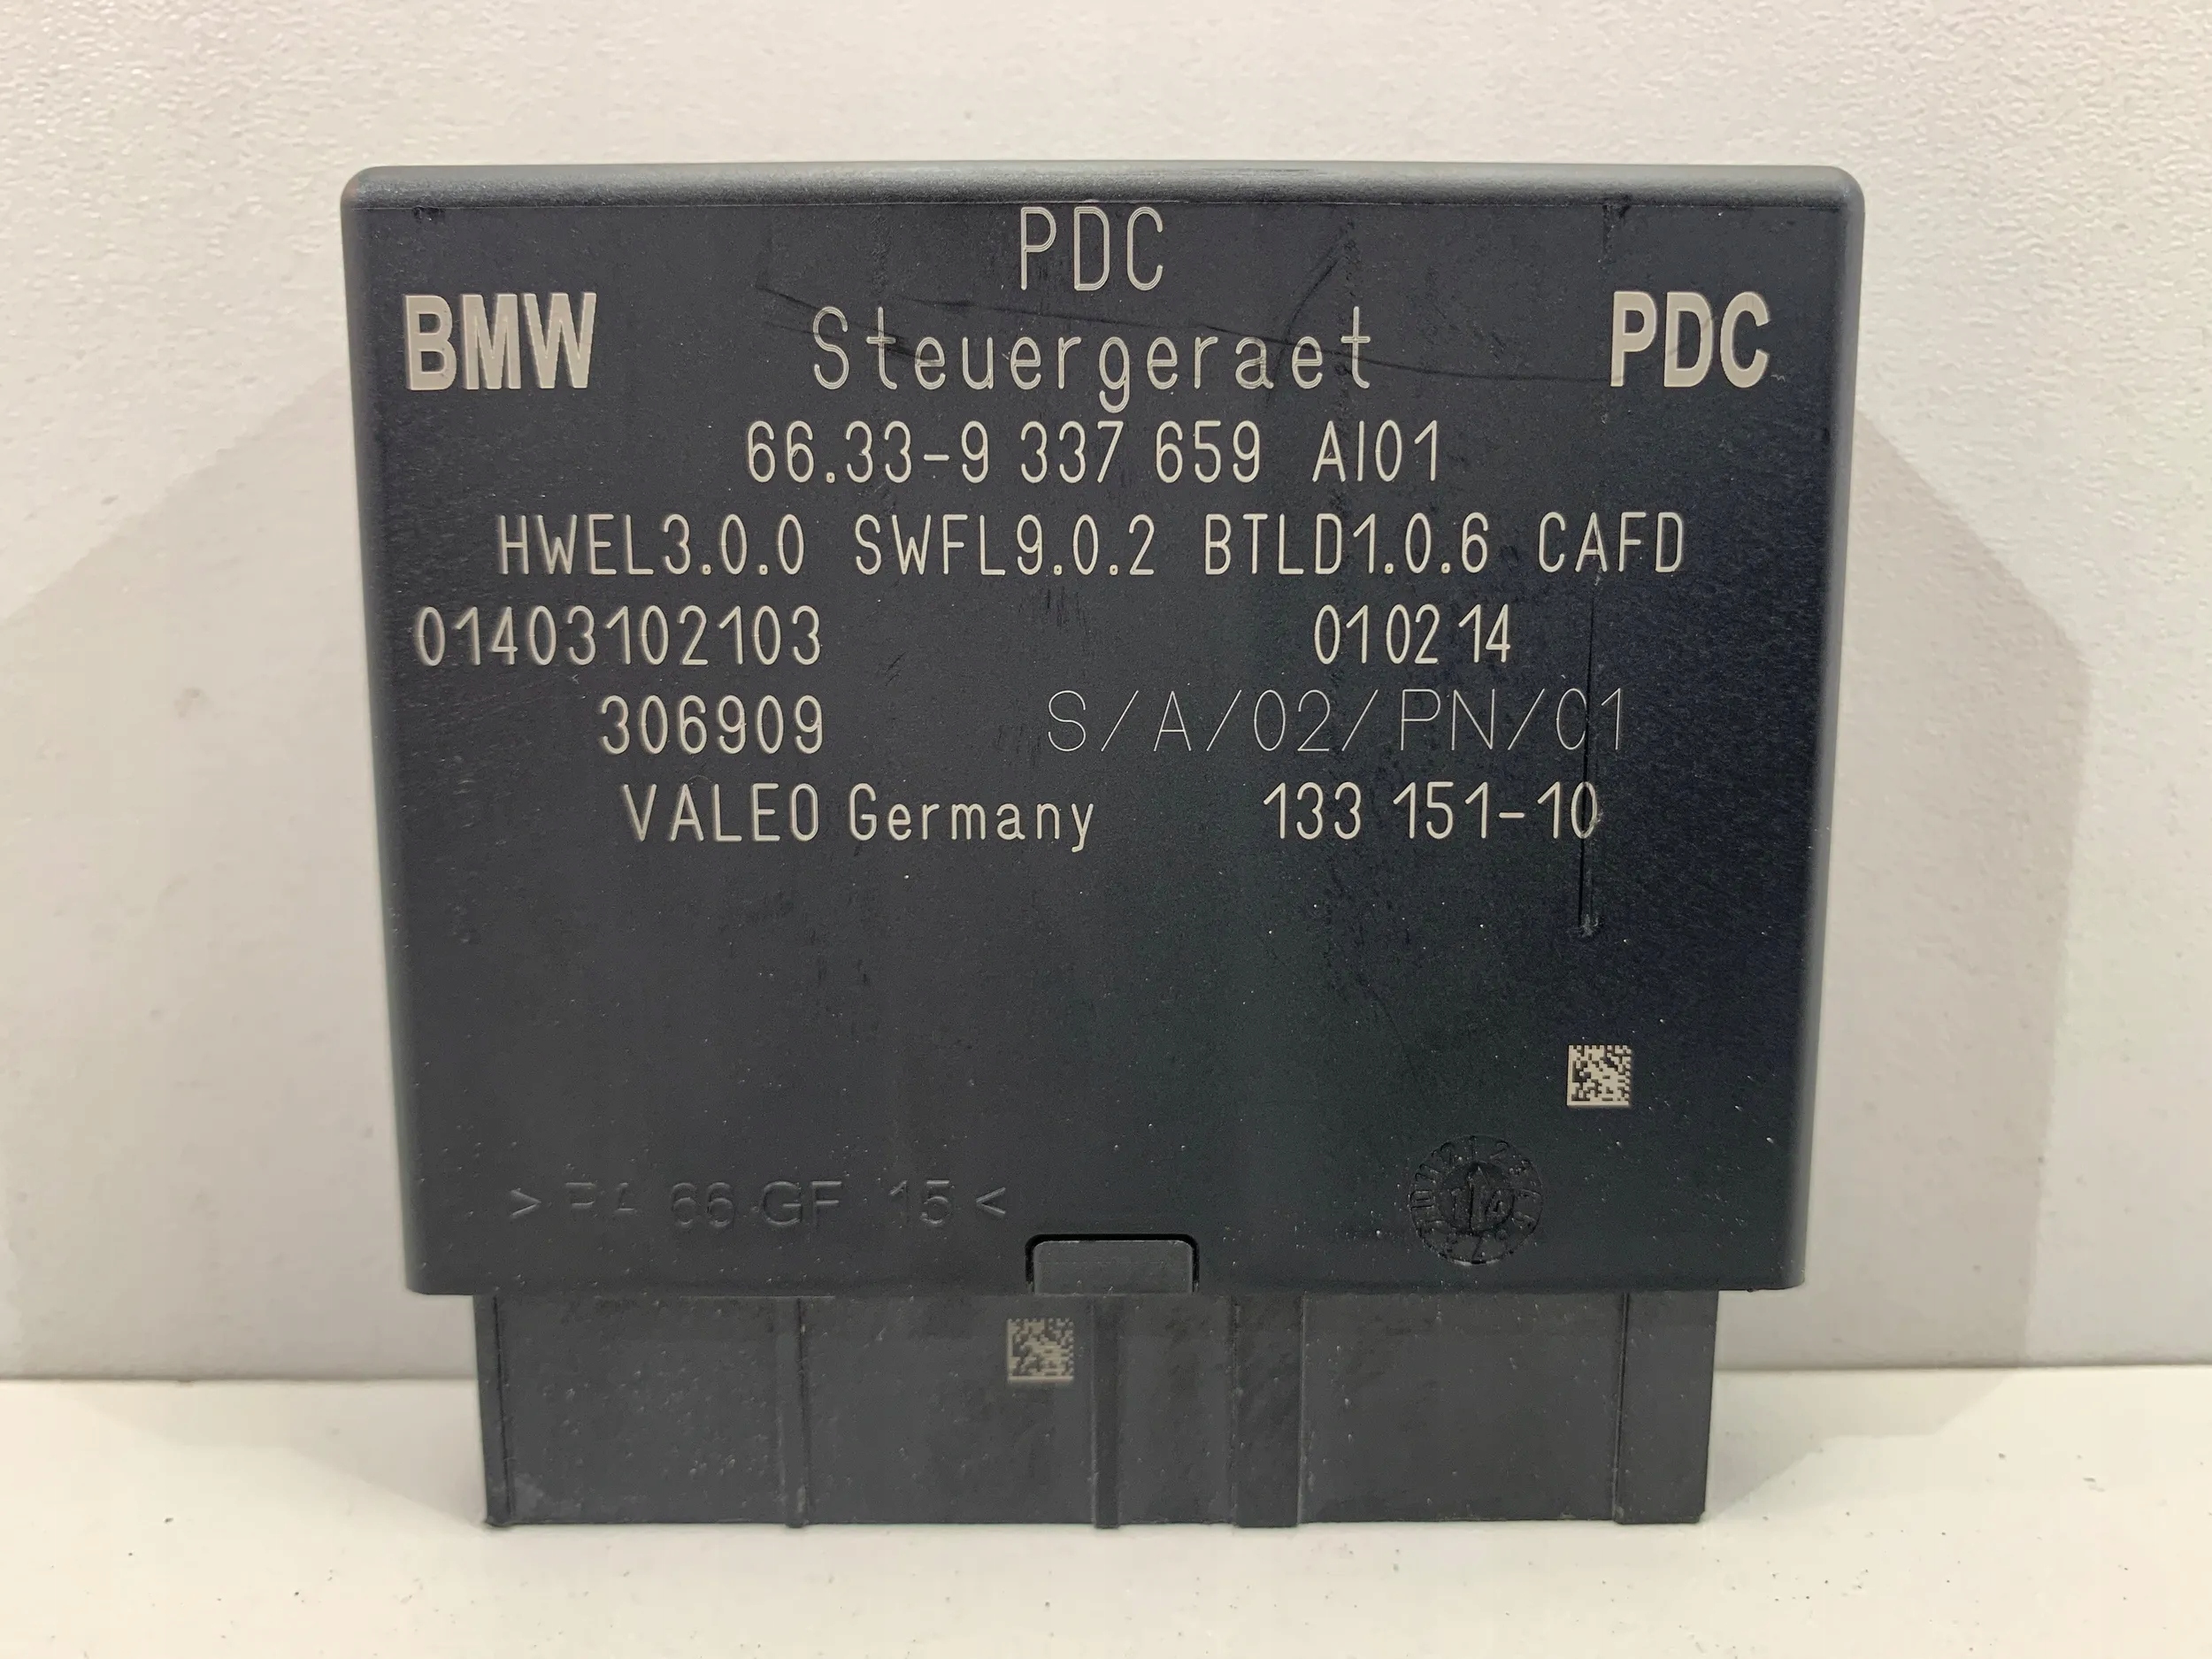 PDC
BMW Steuergeraet PDC
66.33-9 337 659 AI01
HWEL3.0.0 SWFL9.0.2 BTLD1.0.6 CAFD
01403102103 010214
306909 S/A/02/PN/01
VALEO Germany 133 151-10
> PA 66 GF 15 <